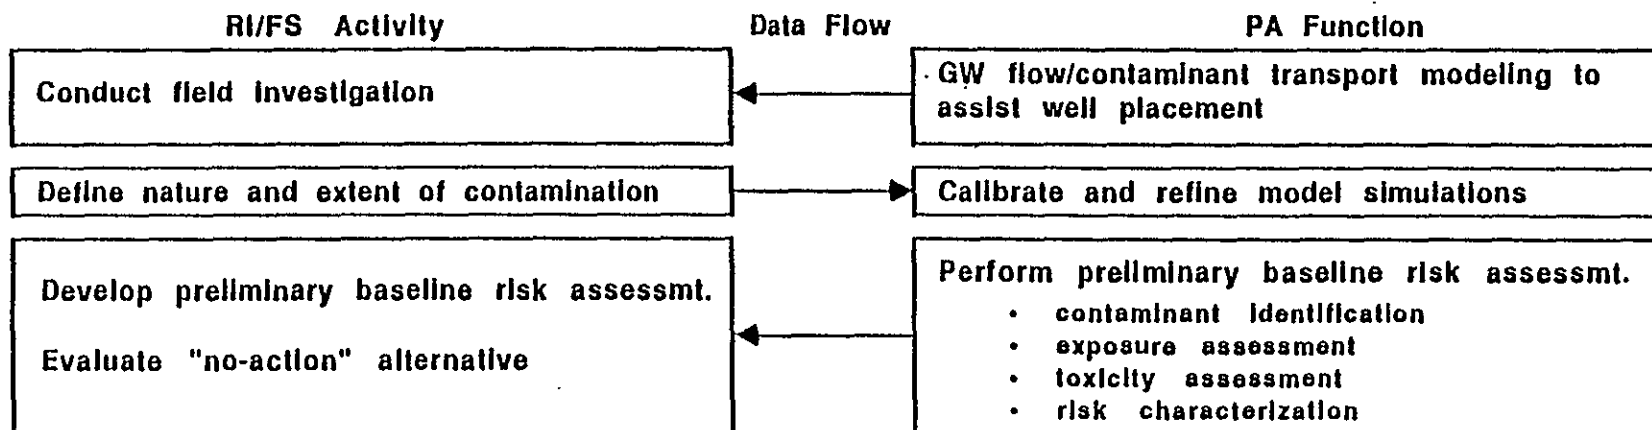 RI/FS Activity Data Flow PA Function
Conduct field investigation
GW flow/contaminant transport modeling to
assist well placement
Define nature and extent of contamination
Calibrate and refine model simulations
Develop preliminary baseline risk assessmt.
Evaluate "no-action" alternative
Perform preliminary baseline risk assessmt.
• contaminant identification
• exposure assessment
• toxicity assessment
• risk characterization